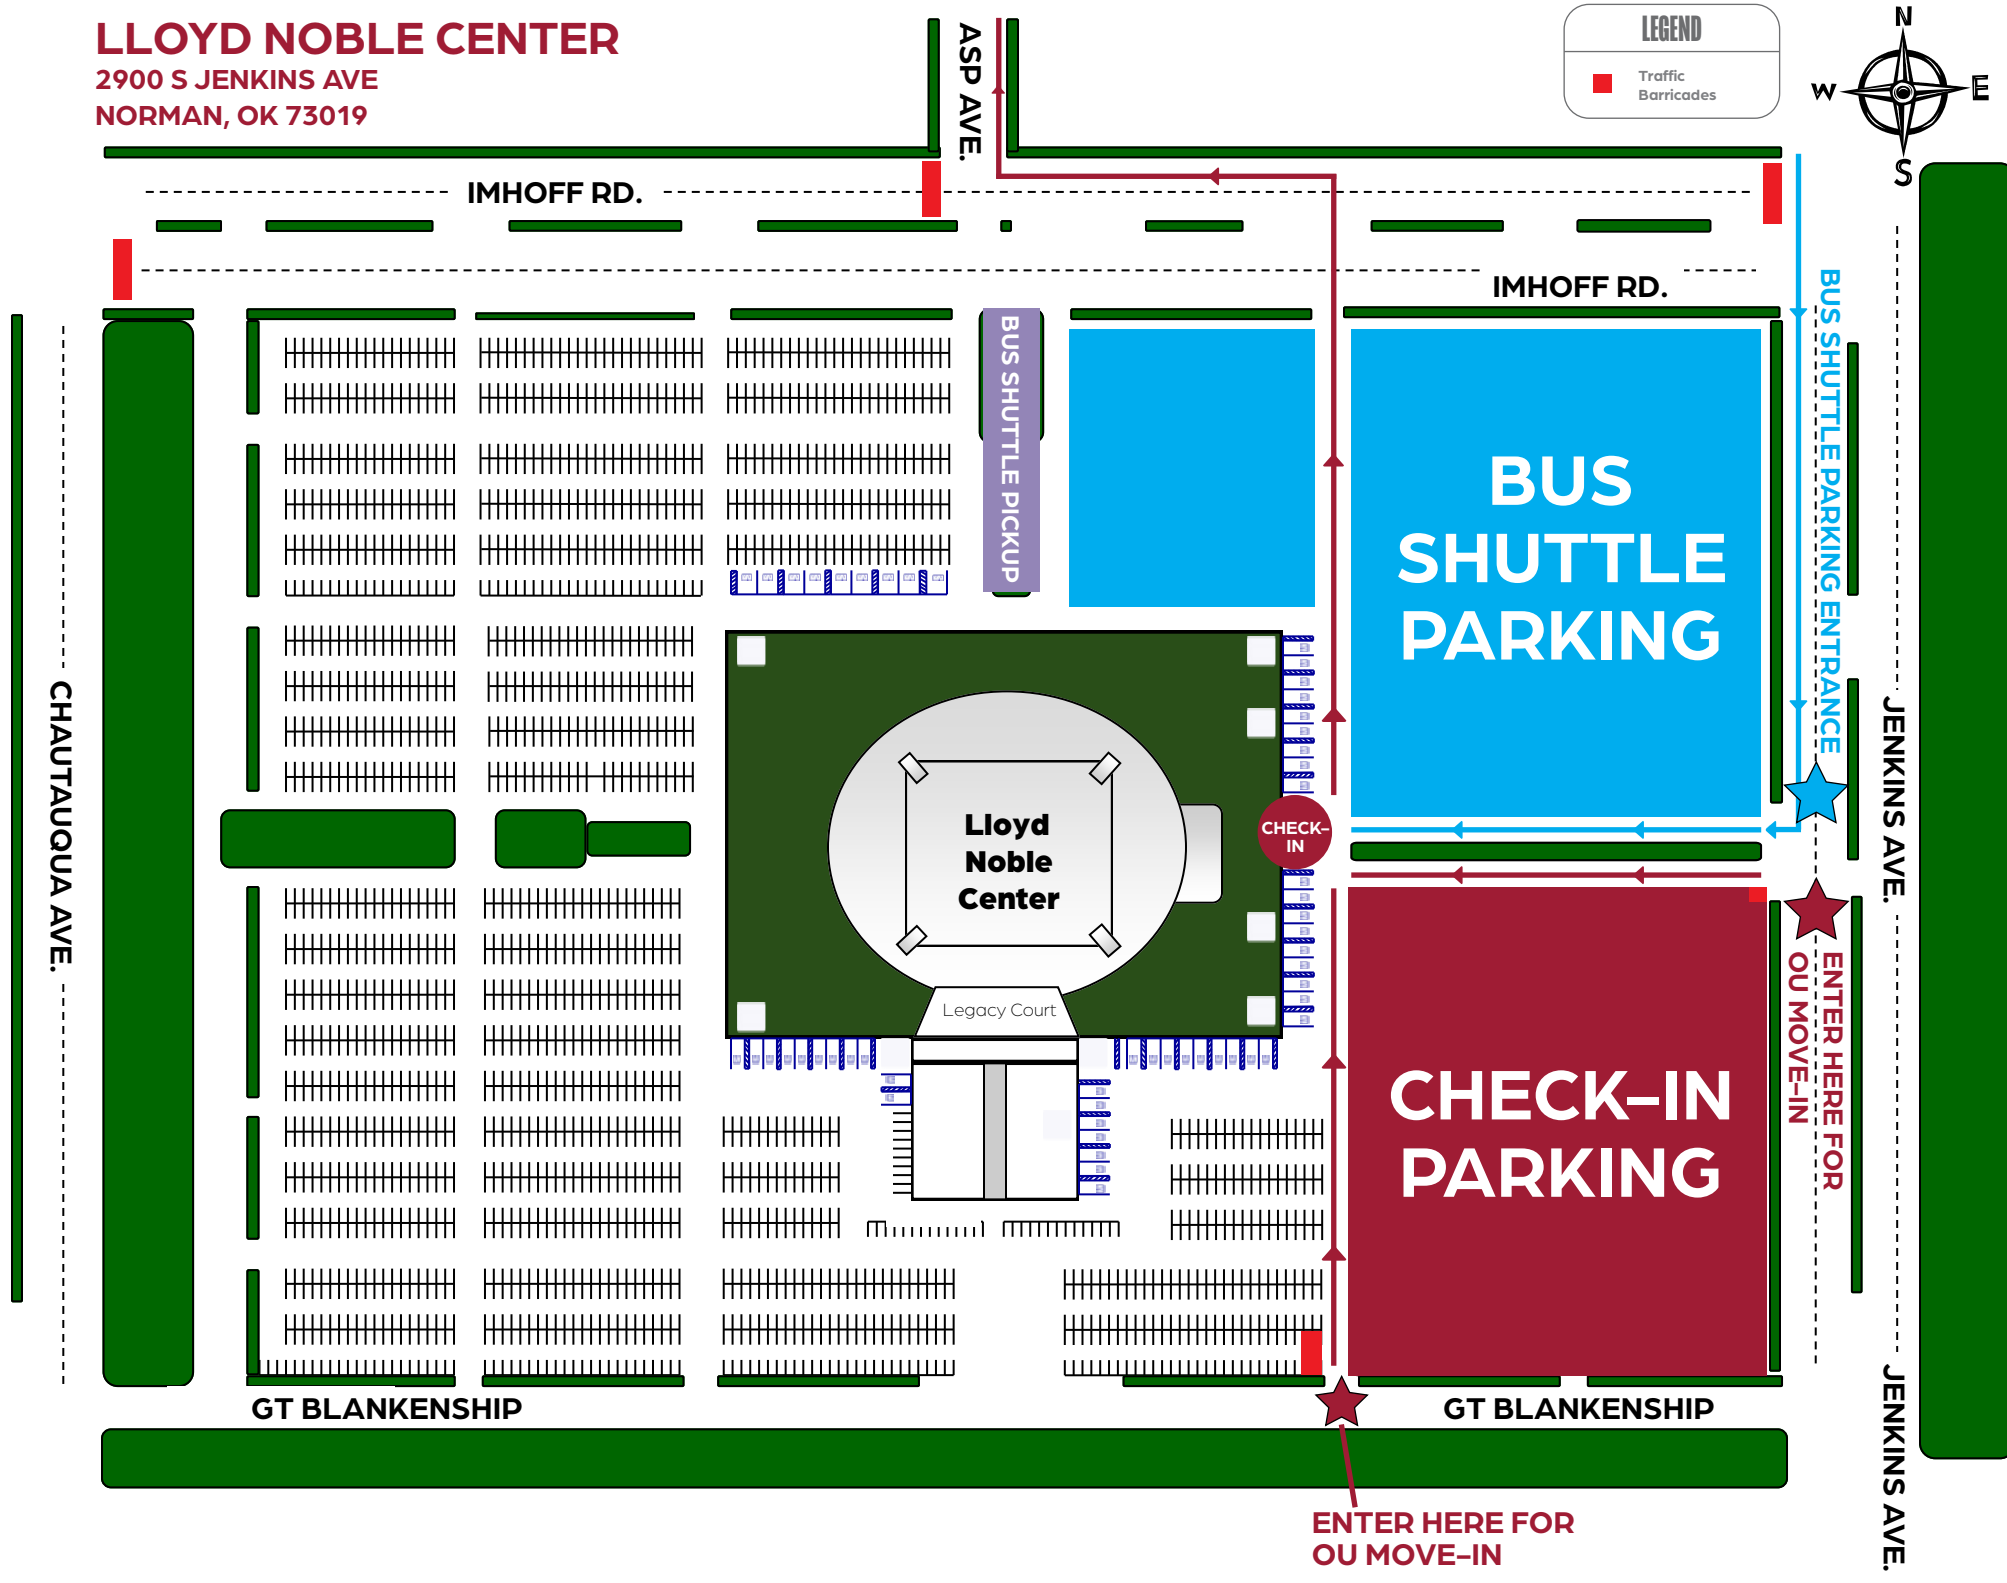 LLOYD NOBLE CENTER
2900 S JENKINS AVE
NORMAN, OK 73019
ASP AVE.
LEGEND
Traffic
Barricades
N
W
E
S
IMHOFF RD.
IMHOFF RD.
BUS SHUTTLE PICKUP
BUS
SHUTTLE
PARKING
BUS SHUTTLE PARKING ENTRANCE
CHAUTAUQUA AVE.
JENKINS AVE.
Lloyd
Noble
Center
CHECK-
IN
Legacy Court
CHECK-IN
PARKING
ENTER HERE FOR
OU MOVE-IN
GT BLANKENSHIP
GT BLANKENSHIP
JENKINS AVE.
ENTER HERE FOR
OU MOVE-IN